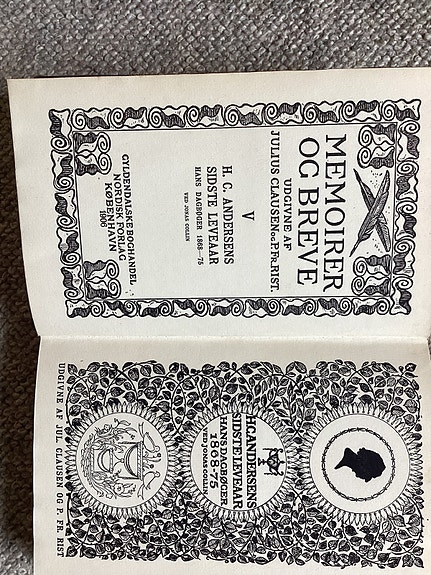 MEMOIRER
OG BREVE
UDGIVNE AF
JULIUS CLAUSEN OG P. FR. RIST.
V
H. C. ANDERSENS
SIDSTE LEVEAAR
HANS DAGBØGER 1868—75
VED JONAS COLLIN
GYLDENDALSKE BOGHANDEL
NORDISK FORLAG
KØBENHAVN
1906
H.C.ANDERSENS
SIDSTE LEVEAAR
HANS DAGBØGER
1868-75
VED JONAS COLLIN
UDGIVNE AF JUL. CLAUSEN OG P. FR. RIST